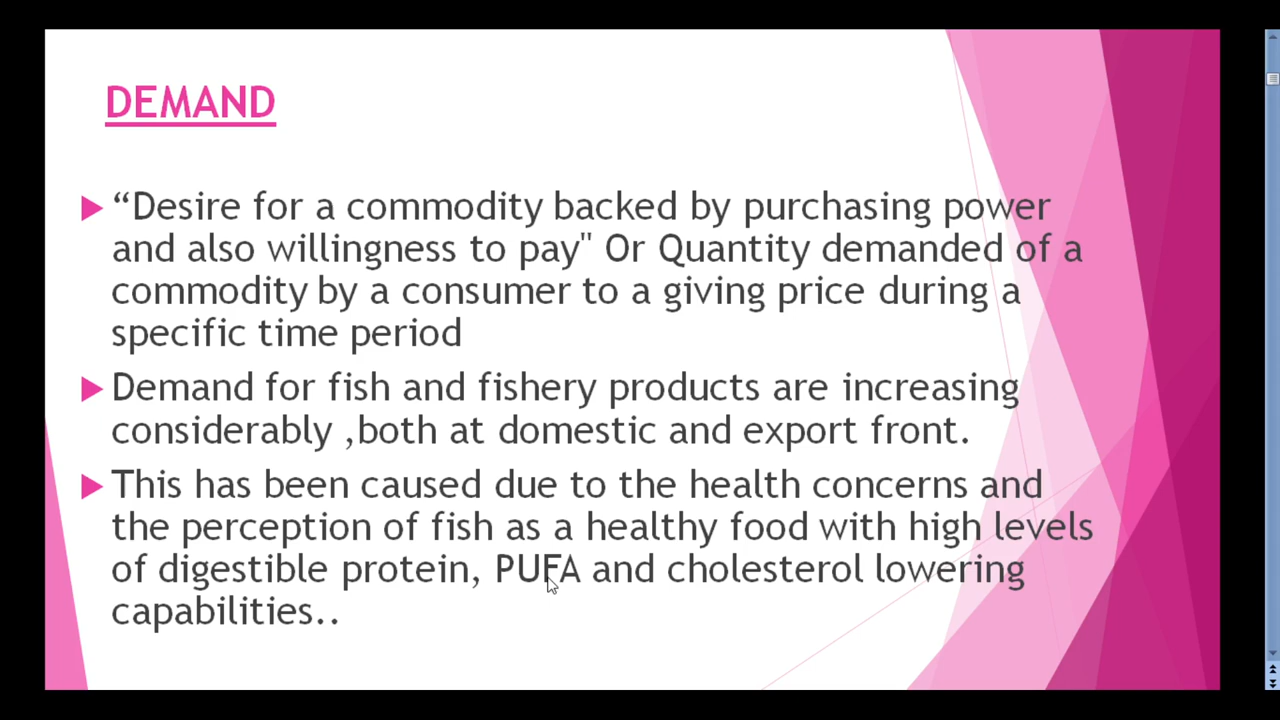 DEMAND
“Desire for a commodity backed by purchasing power
and also willingness to pay" Or Quantity demanded of a
commodity by a consumer to a giving price during a
specific time period
Demand for fish and fishery products are increasing
considerably ,both at domestic and export front.
This has been caused due to the health concerns and
the perception of fish as a healthy food with high levels
of digestible protein, PUFA and cholesterol lowering
capabilities..